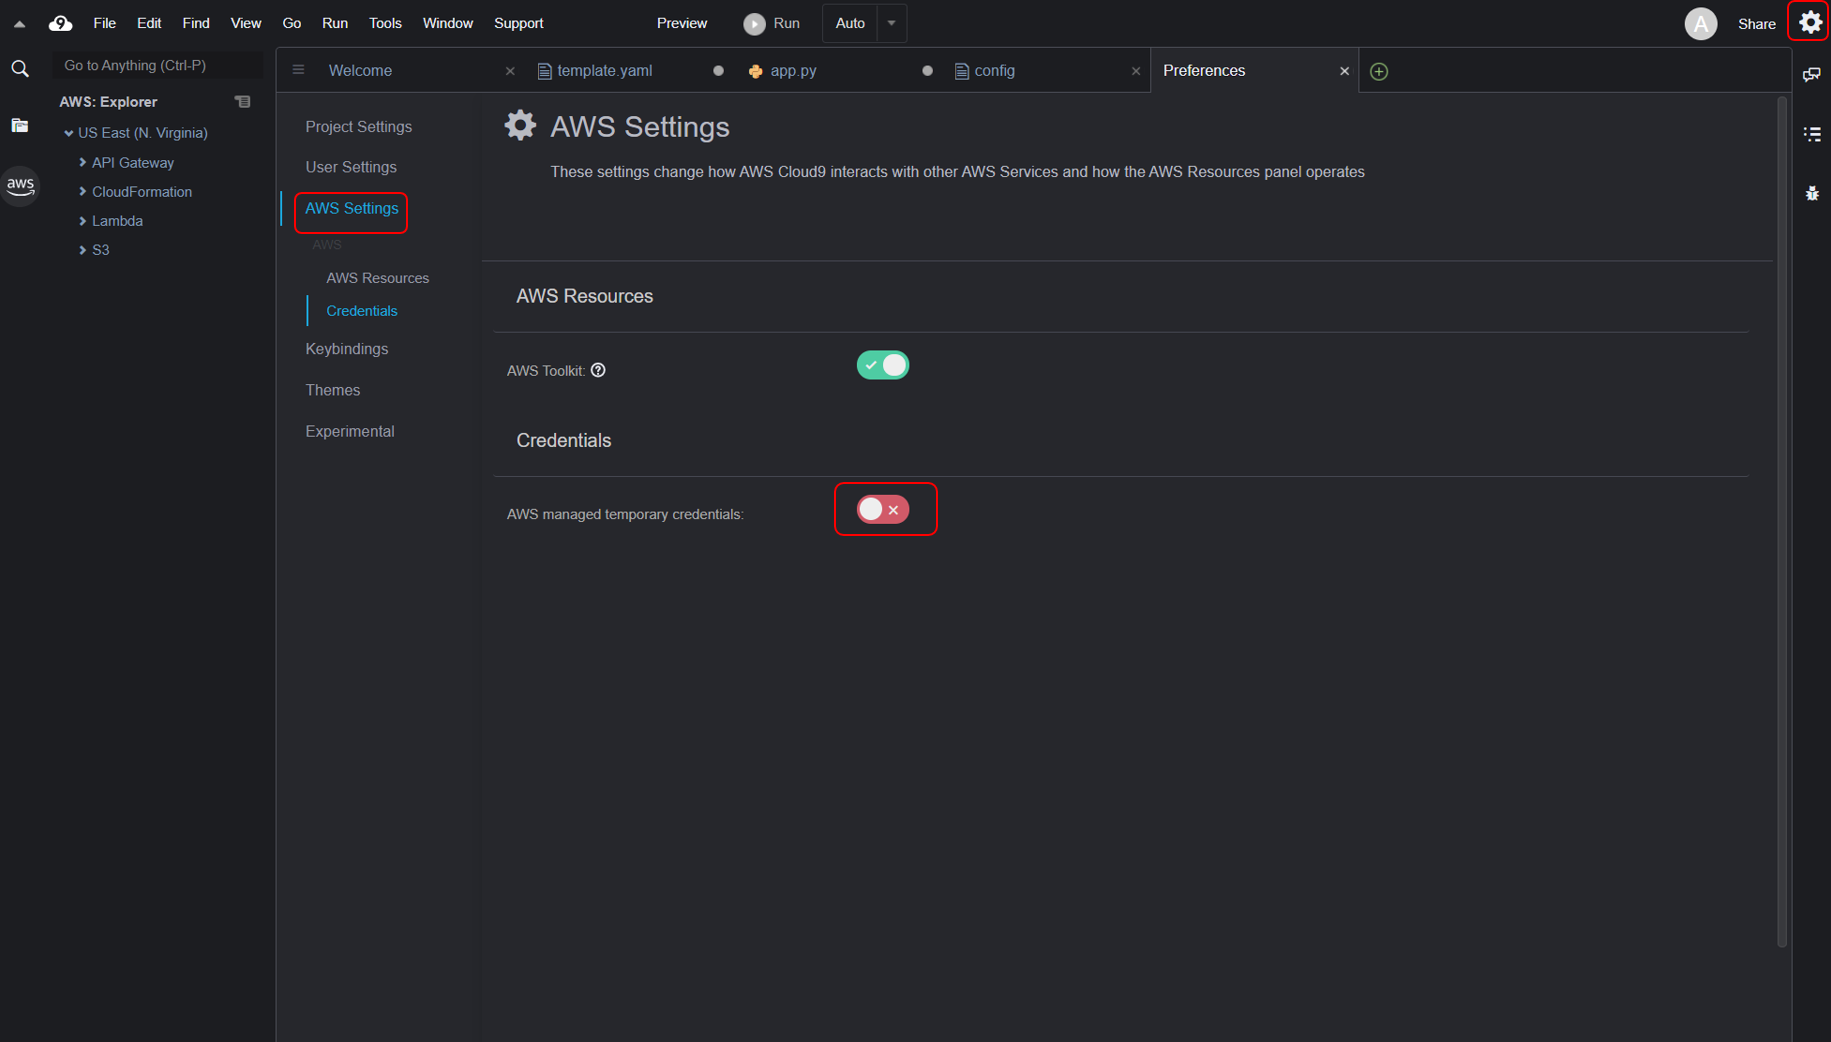 File Edit Find View Go Run Tools Window Support Preview Run Auto A Share
Go to Anything (Ctrl-P)
Welcome template.yaml app.py config Preferences
AWS: Explorer
US East (N. Virginia)
API Gateway
CloudFormation
Lambda
S3
aws
Project Settings
User Settings
AWS Settings
AWS
AWS Resources
Credentials
Keybindings
Themes
Experimental
AWS Settings
These settings change how AWS Cloud9 interacts with other AWS Services and how the AWS Resources panel operates
AWS Resources
AWS Toolkit:
Credentials
AWS managed temporary credentials: